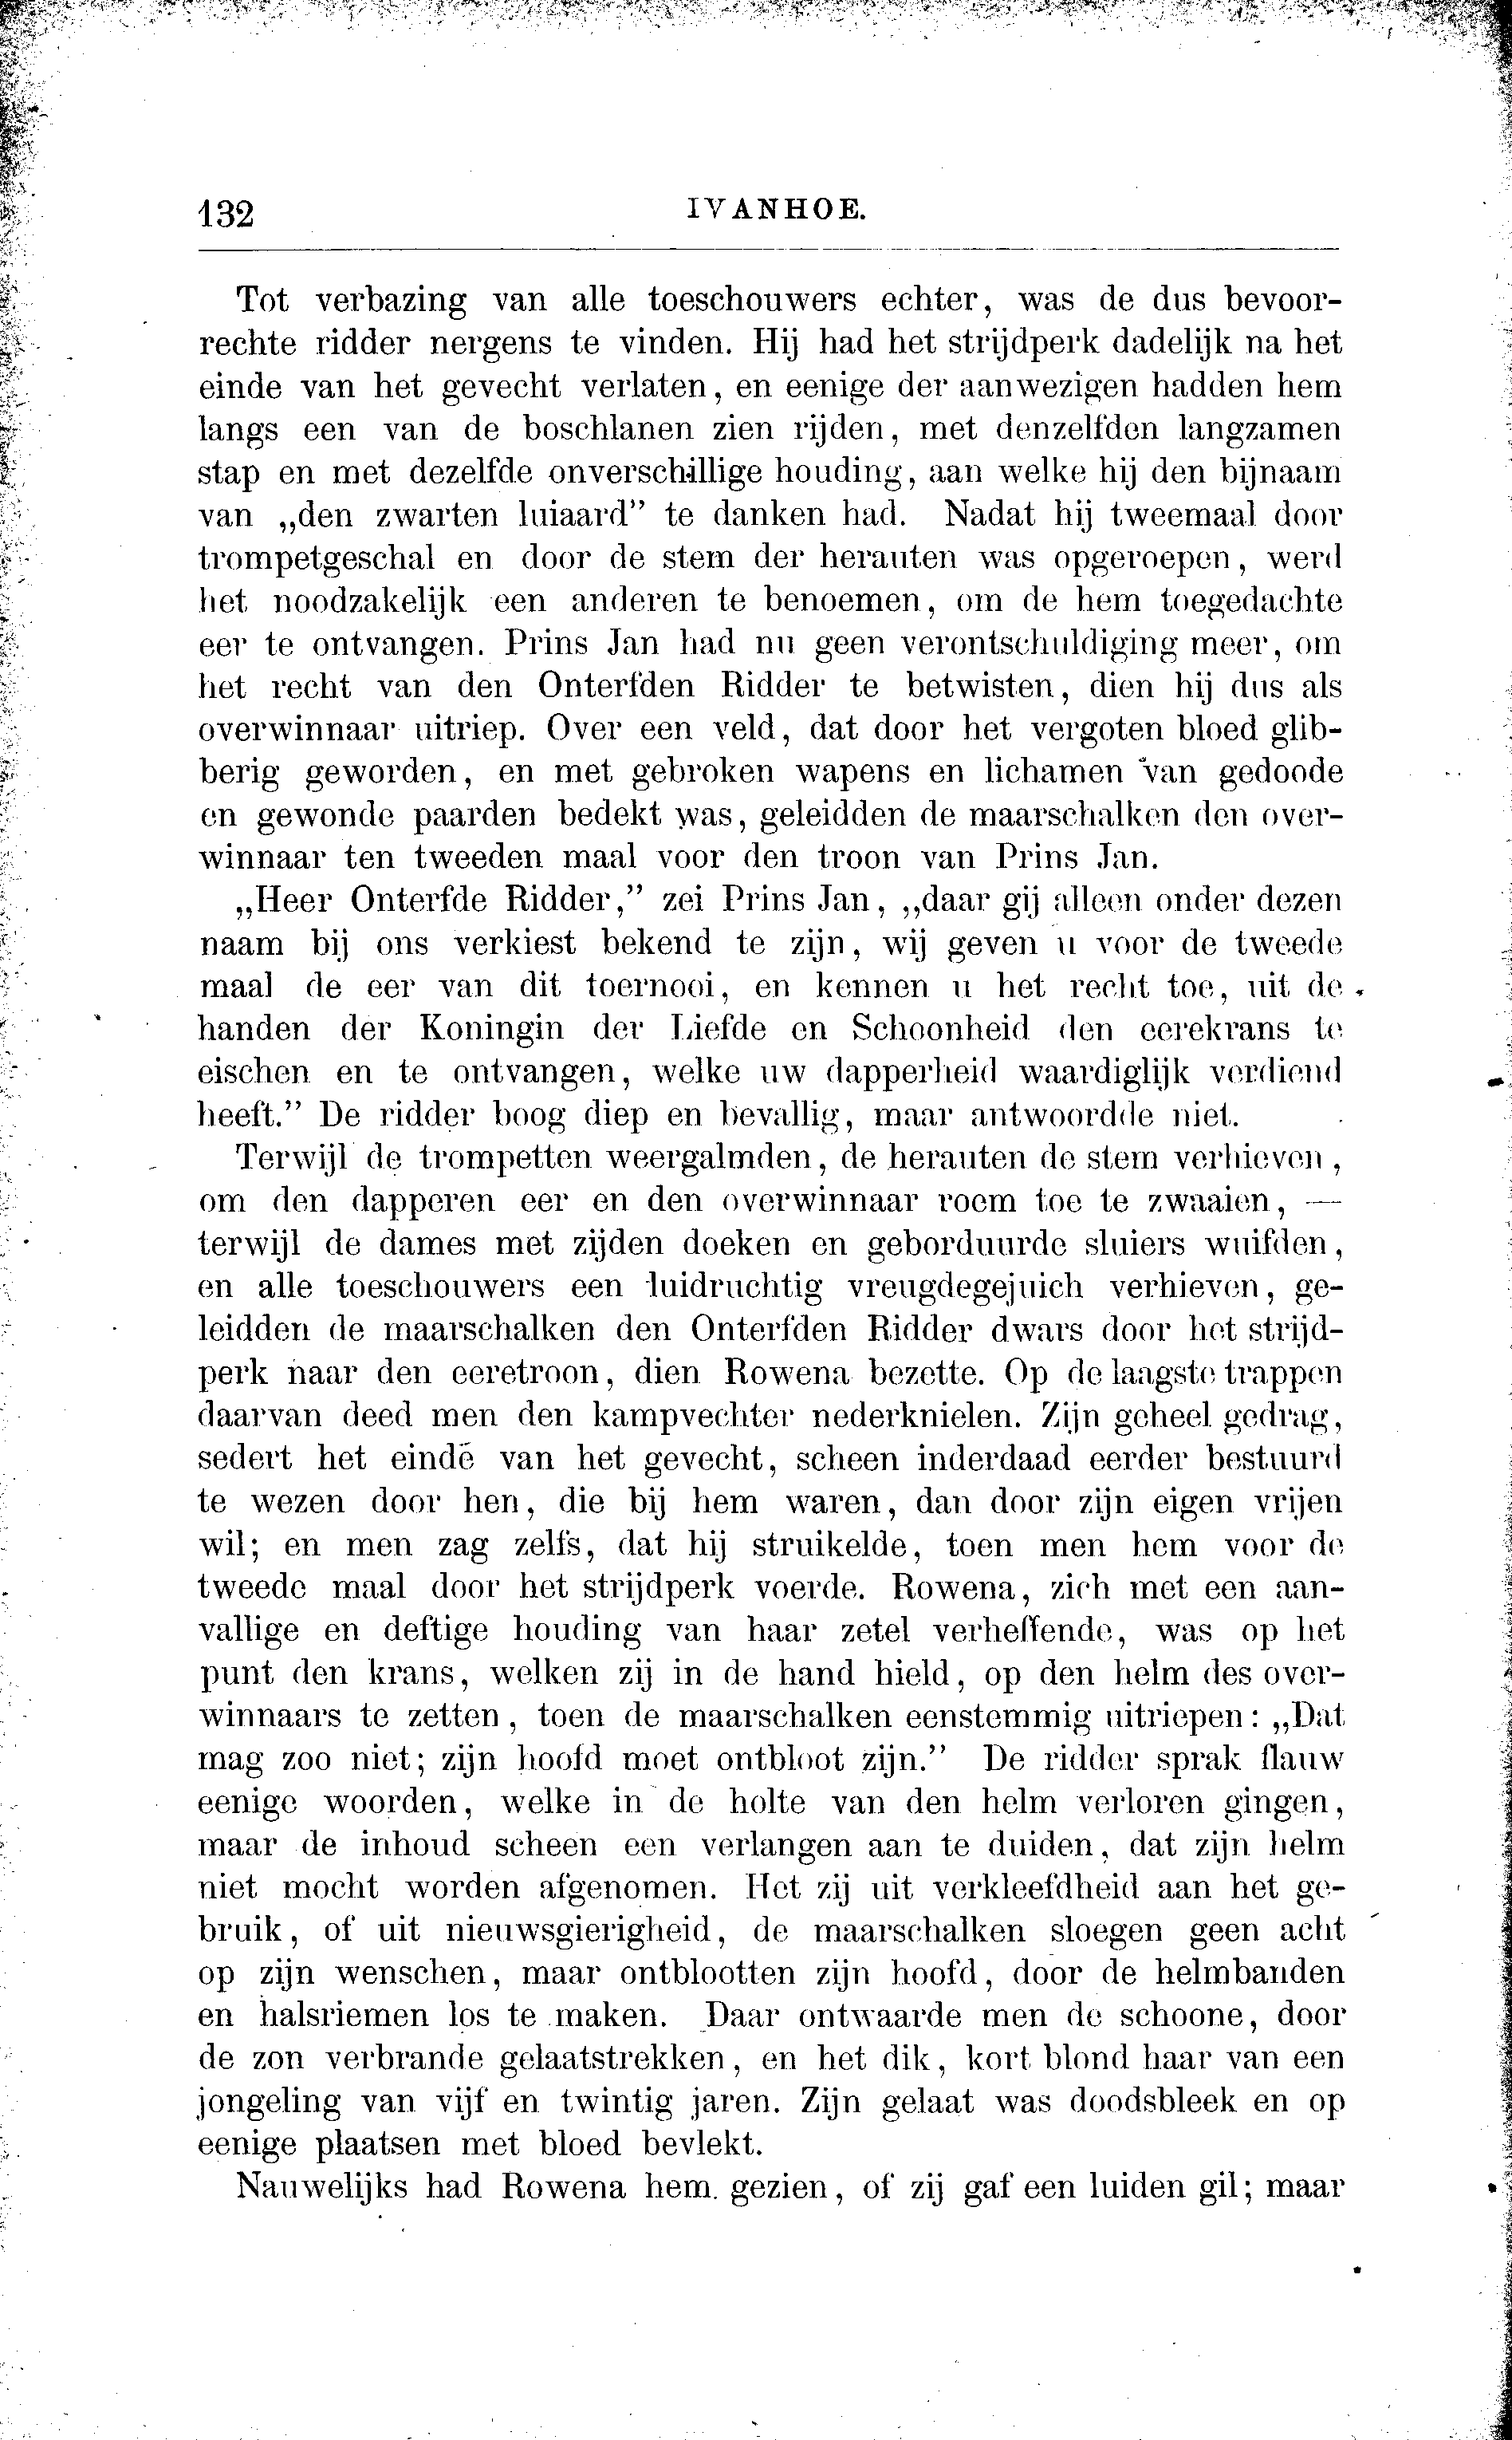 132
IVANHOE.
Tot verbazing van alle toeschouwers echter, was de dus bevoor-
rechte ridder nergens te vinden. Hij had het strijdperk dadelijk na het
einde van het gevecht verlaten, en eenige der aanwezigen hadden hem
langs een van de boschlanen zien rijden, met denzelfden langzamen
stap en met dezelfde onverschillige houding, aan welke hij den bijnaam
van „den zwarten luiaard” te danken had. Nadat hij tweemaal door
trompetgeschal en door de stem der herauten was opgeroepen, werd
het noodzakelijk een anderen te benoemen, om de hem toegedachte
eer te ontvangen. Prins Jan had nu geen verontschuldiging meer, om
het recht van den Onterfden Ridder te betwisten, dien hij dus als
overwinnaar uitriep. Over een veld, dat door het vergoten bloed glib-
berig geworden, en met gebroken wapens en lichamen van gedoode
en gewonde paarden bedekt was, geleidden de maarschalken den over-
winnaar ten tweeden maal voor den troon van Prins Jan.
„Heer Onterfde Ridder,” zei Prins Jan, „daar gij alleen onder dezen
naam bij ons verkiest bekend te zijn, wij geven u voor de tweede
maal de eer van dit toernooi, en kennen u het recht toe, uit de
handen der Koningin der Liefde en Schoonheid den eerekrans te
eischen en te ontvangen, welke uw dapperheid waardiglijk verdiend
heeft.” De ridder boog diep en bevallig, maar antwoordde niet.
Terwijl de trompetten weergalmden, de herauten de stem verhieven,
om den dapperen eer en den overwinnaar roem toe te zwaaien, —
terwijl de dames met zijden doeken en geborduurde sluiers wuifden,
en alle toeschouwers een luidruchtig vreugdegejuich verhieven, ge-
leidden de maarschalken den Onterfden Ridder dwars door het strijd-
perk naar den eeretroon, dien Rowena bezette. Op de laagste trappen
daarvan deed men den kampvechter nederknielen. Zijn geheel gedrag,
sedert het einde van het gevecht, scheen inderdaad eerder bestuurd
te wezen door hen, die bij hem waren, dan door zijn eigen vrijen
wil; en men zag zelfs, dat hij struikelde, toen men hem voor de
tweede maal door het strijdperk voerde. Rowena, zich met een aan-
vallige en deftige houding van haar zetel verheffende, was op het
punt den krans, welken zij in de hand hield, op den helm des over-
winnaars te zetten, toen de maarschalken eenstemmig uitriepen: „Dat
mag zoo niet; zijn hoofd moet ontbloot zijn.” De ridder sprak flauw
eenige woorden, welke in de holte van den helm verloren gingen,
maar de inhoud scheen een verlangen aan te duiden, dat zijn helm
niet mocht worden afgenomen. Het zij uit verkleefdheid aan het ge-
bruik, of uit nieuwsgierigheid, de maarschalken sloegen geen acht
op zijn wenschen, maar ontblootten zijn hoofd, door de helmbanden
en halsriemen los te maken. Daar ontwaarde men de schoone, door
de zon verbrande gelaatstrekken, en het dik, kort blond haar van een
jongeling van vijf en twintig jaren. Zijn gelaat was doodsbleek en op
eenige plaatsen met bloed bevlekt.
Nauwelijks had Rowena hem gezien, of zij gaf een luiden gil; maar